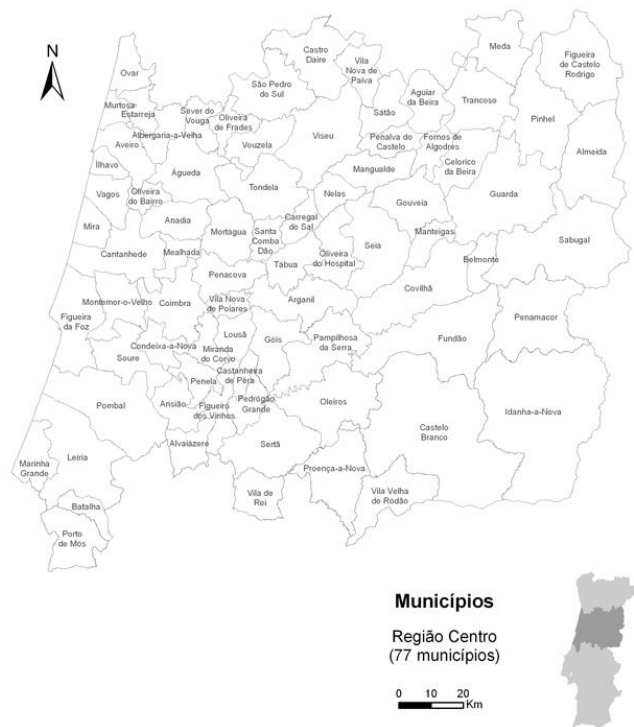 N
Ovar
Castro
Daire
Vila
Nova de
Paiva
Meda
Figueira
de Castelo
Rodrigo
São Pedro
do Sul
Aguiar
da Beira
Trancoso
Murtosa
Estarreja
Sever do
Vouga
Oliveira
de Frades
Sátão
Pinhel
Albergaria-a-Velha
Aveiro
Vouzela
Viseu
Penalva do
Castelo
Fornos de
Algodres
Almeida
Ílhavo
Águeda
Mangualde
Celorico
da Beira
Vagos
Oliveira
do Bairro
Tondela
Nelas
Gouveia
Guarda
Mira
Anadia
Mortágua
Santa
Comba
Dão
Carregal
do Sal
Seia
Manteigas
Sabugal
Cantanhede
Mealhada
Tábua
Oliveira
do Hospital
Belmonte
Penacova
Covilhã
Montemor-o-Velho
Coimbra
Vila Nova
de Poiares
Arganil
Penamacor
Figueira
da Foz
Condeixa-a-Nova
Soure
Miranda
do Corvo
Lousã
Góis
Pampilhosa
da Serra
Fundão
Castanheira
de Pêra
Penela
Pombal
Ansião
Figueiró
dos Vinhos
Pedrógão
Grande
Oleiros
Castelo
Branco
Idanha-a-Nova
Alvaiázere
Sertã
Marinha
Grande
Leiria
Proença-a-Nova
Vila de
Rei
Vila Velha
de Rodão
Batalha
Porto
de Mós
Municípios
Região Centro
(77 municípios)
0 10 20
Km